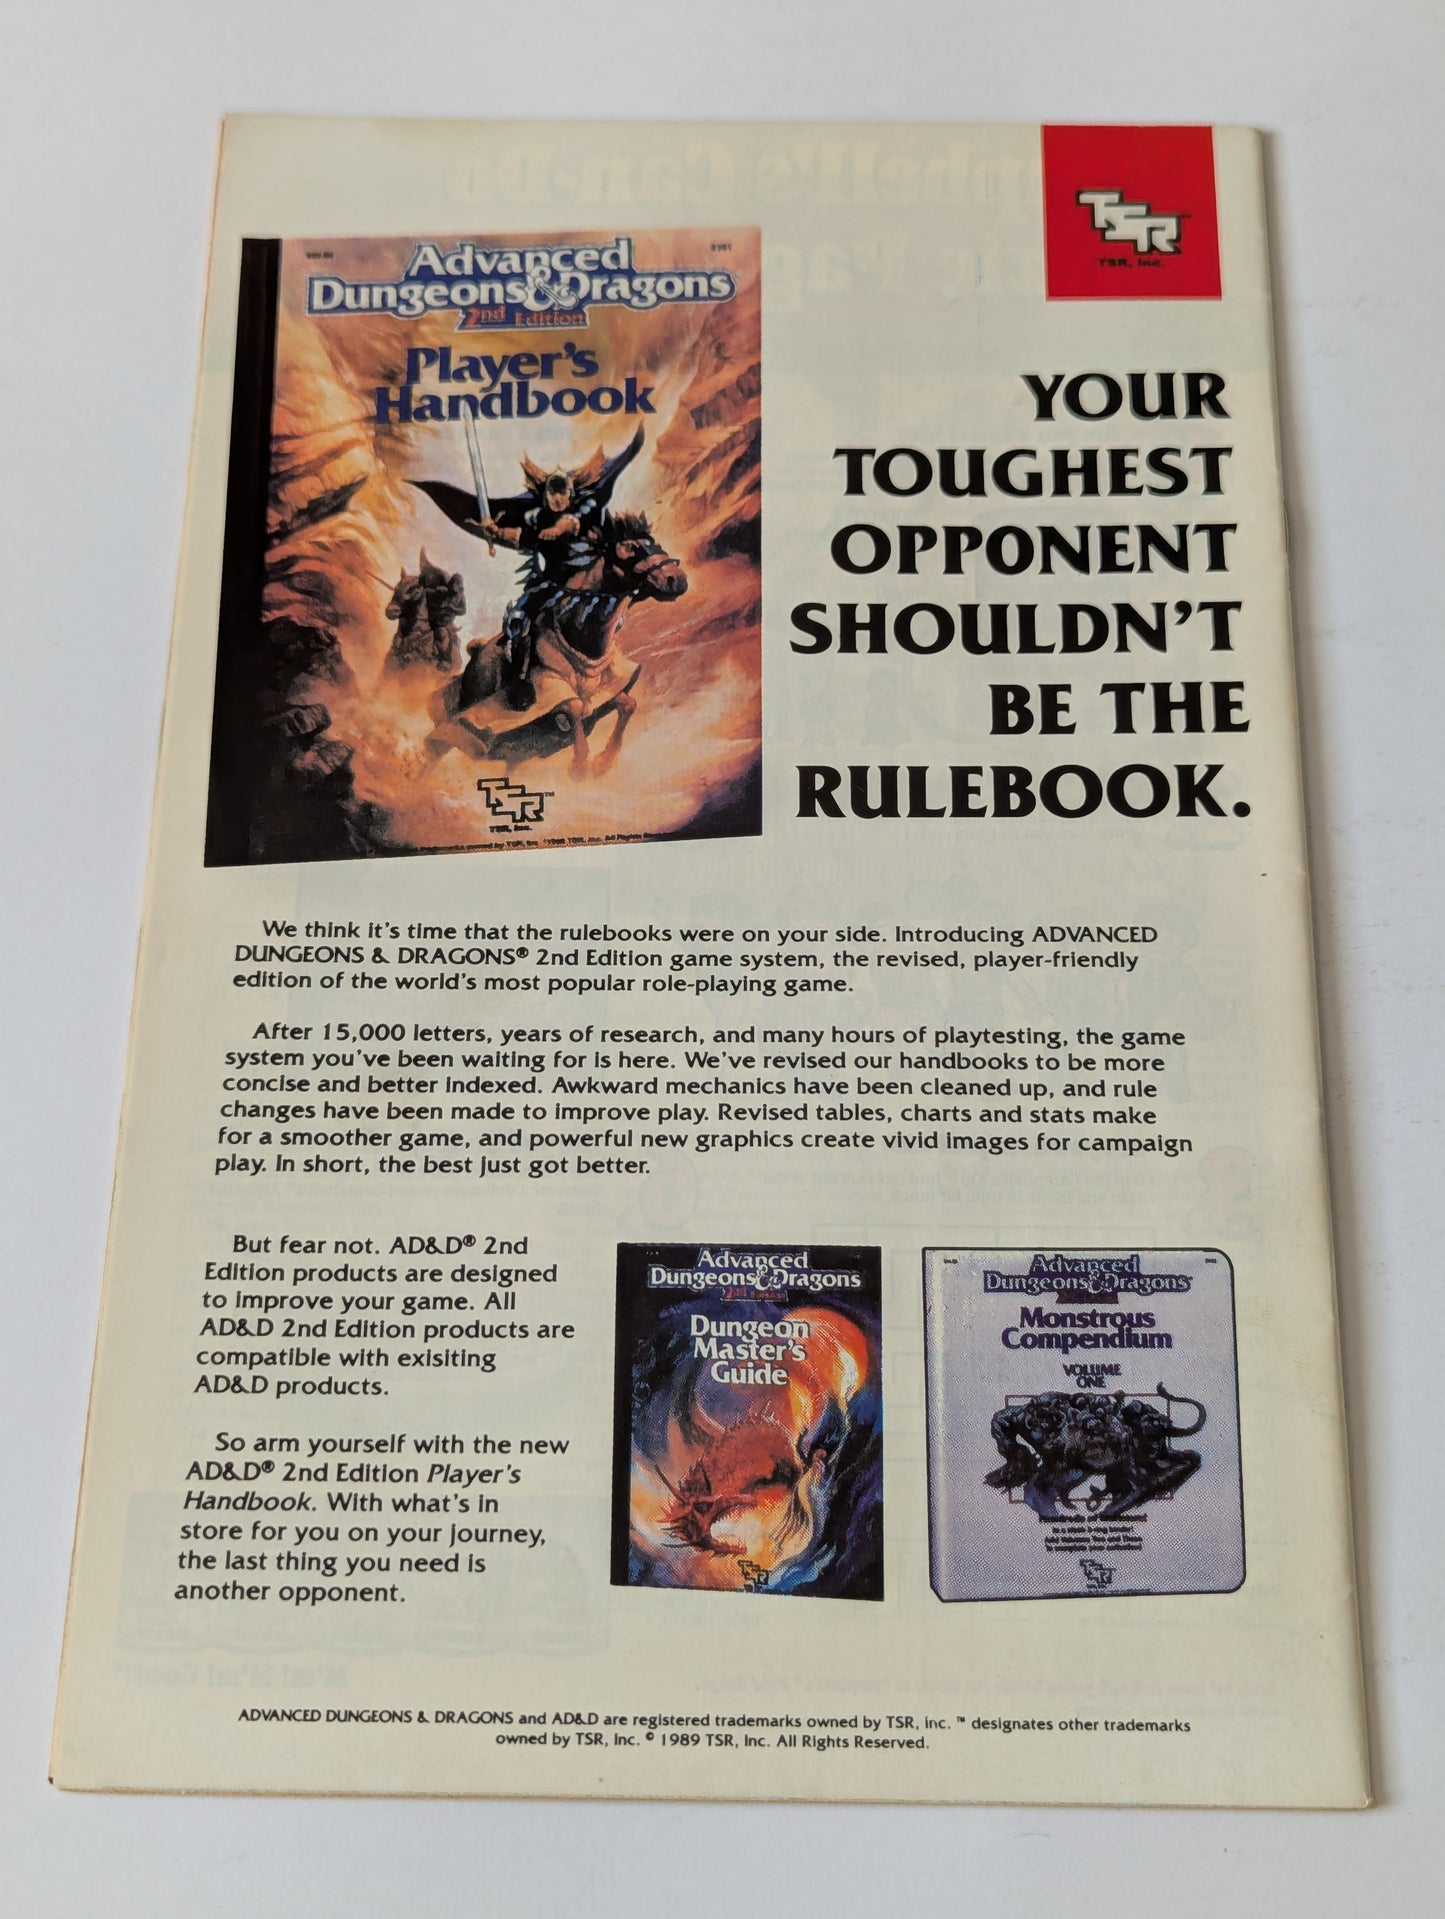 TSR
TSR, Inc.
Advanced
Dungeons & Dragons
2nd Edition
Player's
Handbook
TSR™
TSR, Inc.
YOUR
TOUGHEST
OPPONENT
SHOULDN'T
BE THE
RULEBOOK.
We think it's time that the rulebooks were on your side. Introducing ADVANCED
DUNGEONS & DRAGONS® 2nd Edition game system, the revised, player-friendly
edition of the world's most popular role-playing game.
After 15,000 letters, years of research, and many hours of playtesting, the game
system you've been waiting for is here. We've revised our handbooks to be more
concise and better indexed. Awkward mechanics have been cleaned up, and rule
changes have been made to improve play. Revised tables, charts and stats make
for a smoother game, and powerful new graphics create vivid images for campaign
play. In short, the best just got better.
But fear not. AD&D® 2nd
Edition products are designed
to improve your game. All
AD&D 2nd Edition products are
compatible with exisiting
AD&D products.
So arm yourself with the new
AD&D® 2nd Edition Player's
Handbook. With what's in
store for you on your journey,
the last thing you need is
another opponent.
Advanced
Dungeons & Dragons
2nd Edition
Dungeon
Master's
Guide
TSR
Advanced
Dungeons & Dragons
Monstrous
Compendium
VOLUME
ONE
TSR
ADVANCED DUNGEONS & DRAGONS and AD&D are registered trademarks owned by TSR, Inc. ™ designates other trademarks
owned by TSR, Inc. © 1989 TSR, Inc. All Rights Reserved.